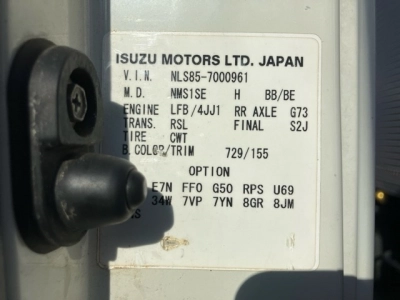 ISUZU MOTORS LTD. JAPAN
V.I.N. NLS85-7000961
M.D. NMS1SE H BB/BE
ENGINE LFB/4JJ1 RR AXLE G73
TRANS. RSL FINAL S2J
TIRE CWT
B.COLOR/TRIM 729/155
OPTION
E7N FFO G50 RPS U69
34W 7VP 7YN 8GR 8JM